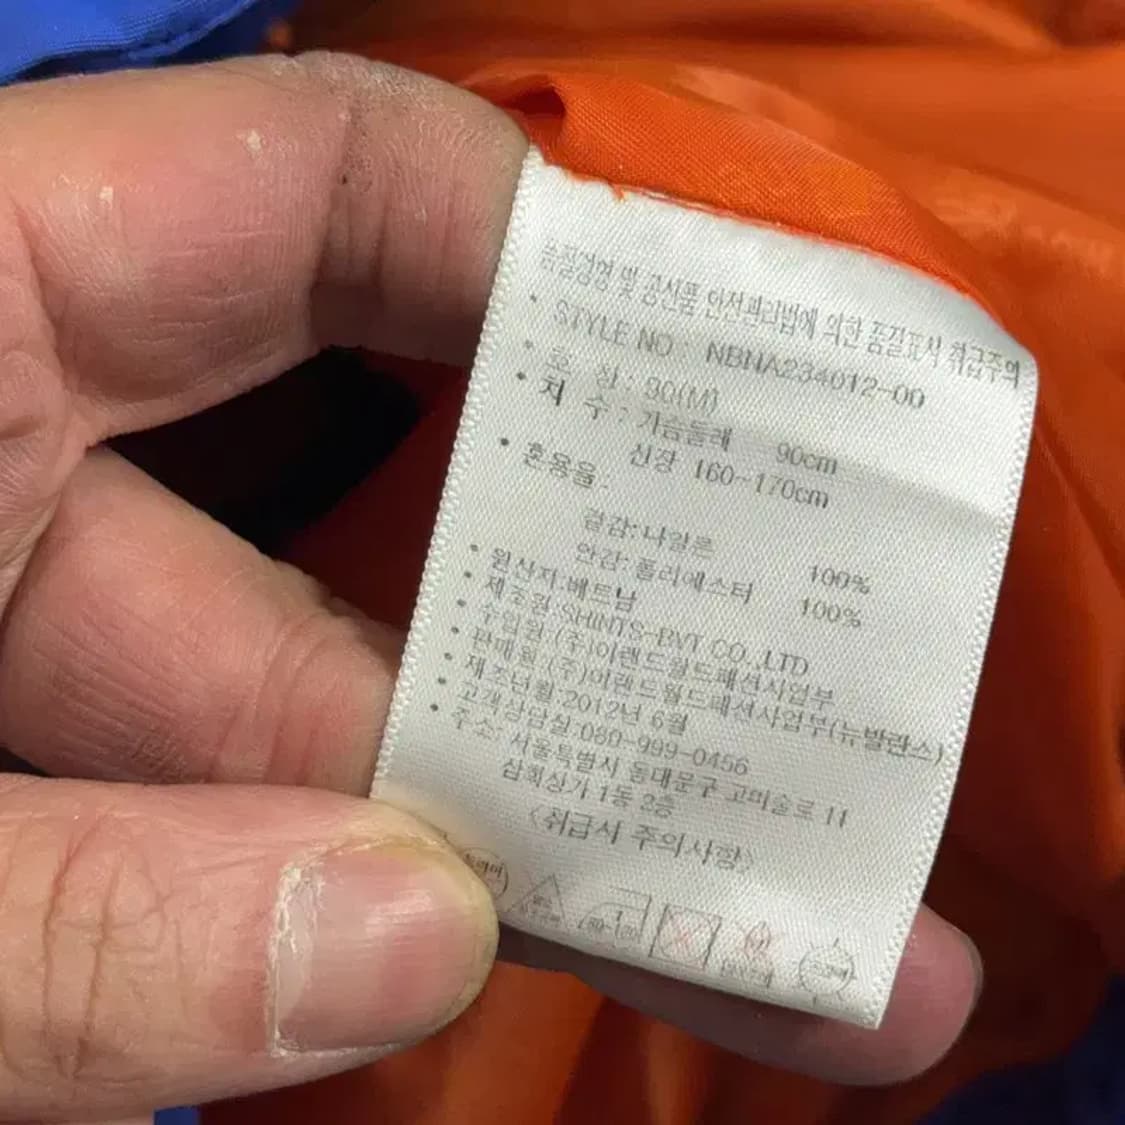 품질경영 및 공산품 안전관리법에 의한 품질표시 취급주의
· STYLE NO : NBNA234012-00
· 호 칭 : 90(M)
· 치 수 : 가슴둘레 90cm
신장 160~170cm
· 혼용율 :
겉감: 나일론 100%
안감: 폴리에스터 100%
· 원산지:베트남
· 제조원:SHINTS-BVT CO.,LTD
· 수입원:(주)이랜드월드패션사업부
· 판매원:(주)이랜드월드패션사업부(뉴발란스)
· 제조년월:2012년 6월
· 고객상담실:080-999-0456
· 주소: 서울특별시 동대문구 고미술로 11
삼희상가 1동 2층
<취급시 주의사항>